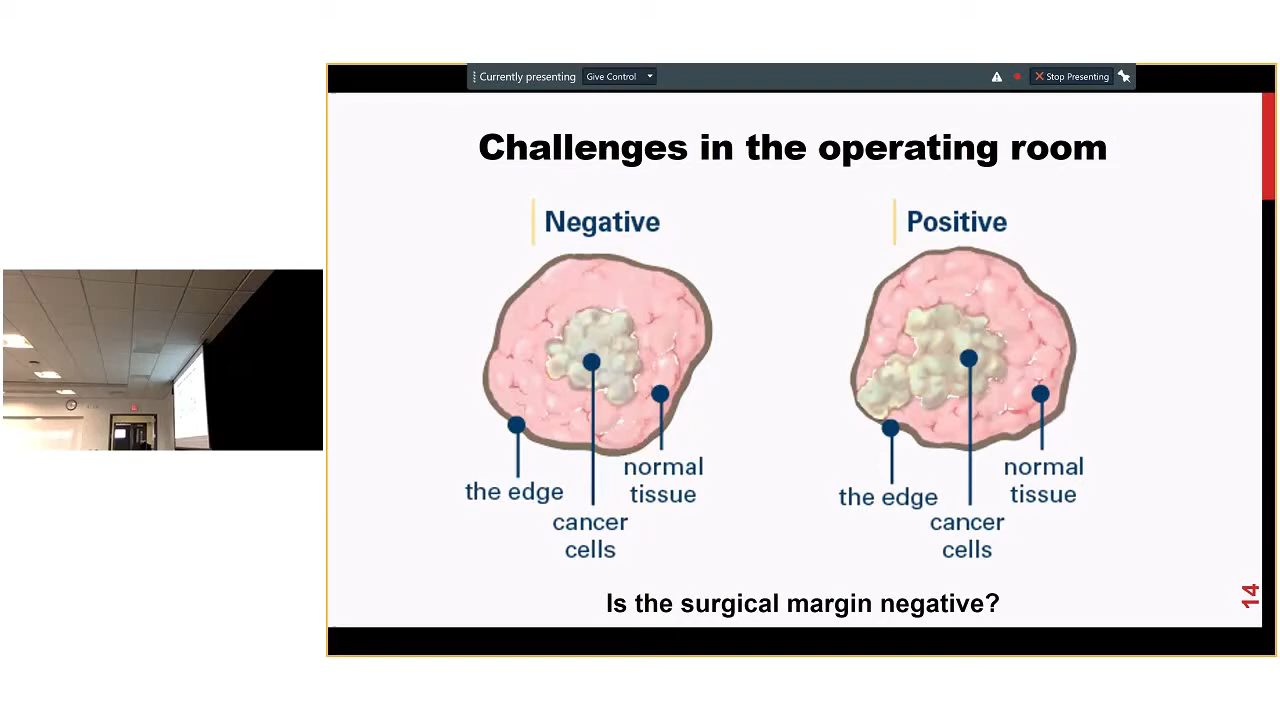 Currently presenting
Give Control
Stop Presenting
Challenges in the operating room
Negative
Positive
the edge
cancer
cells
normal
tissue
the edge
cancer
cells
normal
tissue
Is the surgical margin negative?
14